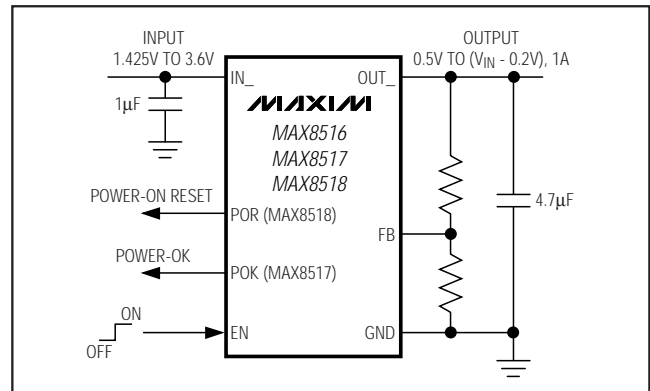 INPUT
1.425V TO 3.6V
OUTPUT
0.5V TO (VIN - 0.2V), 1A
IN_
OUT_
1μF
MAXIM
MAX8516
MAX8517
MAX8518
POWER-ON RESET
POR (MAX8518)
4.7μF
FB
POWER-OK
POK (MAX8517)
ON
OFF
EN
GND